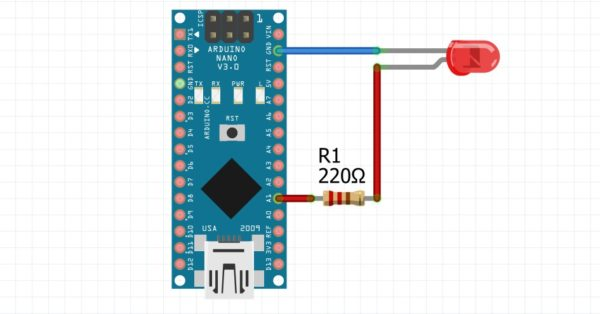 ICSP
1
TX1
RX0
RST
GND
D2
D3
D4
D5
D6
D7
D8
D9
D10
D11
D12
ARDUINO
NANO
V3.0
TX RX PWR L
ARDUINO.CC
RST
USA 2009
VIN
GND
RST
5V
A7
A6
A5
A4
A3
A2
A1
A0
REF
3V3
D13
R1
220Ω